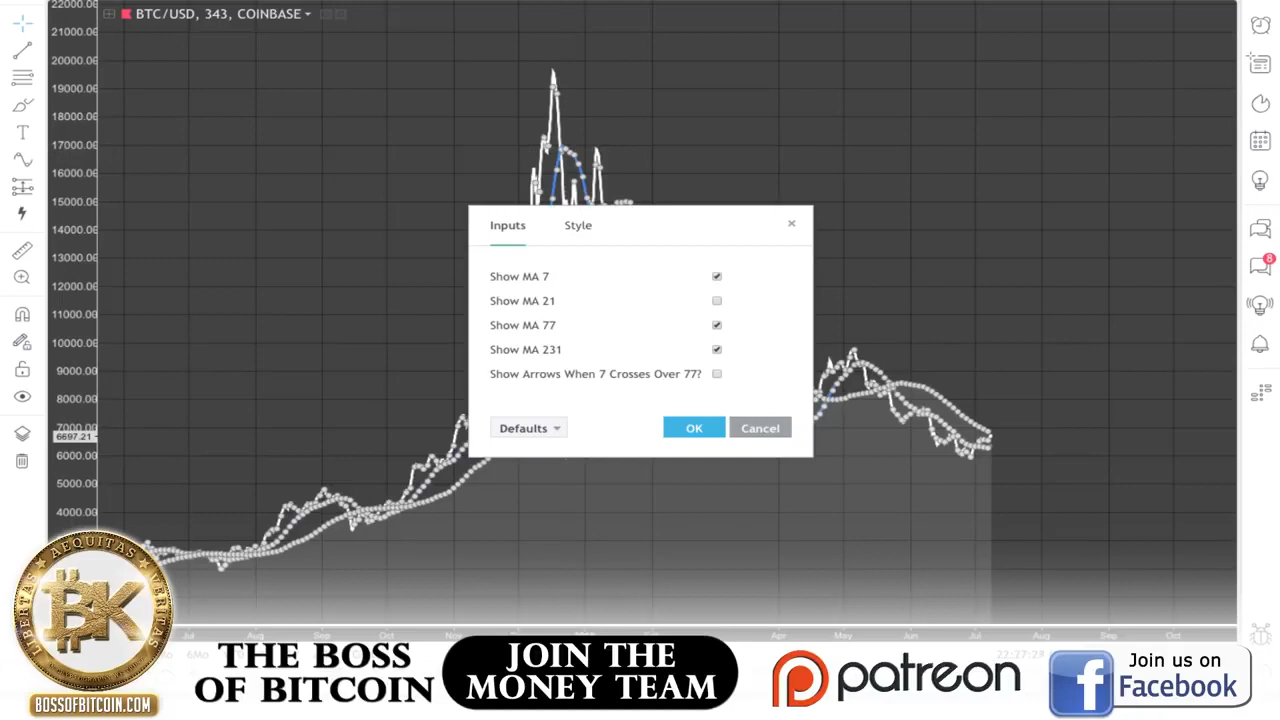 BTC/USD, 343, COINBASE
22000.00
21000.00
20000.00
19000.00
18000.00
17000.00
16000.00
15000.00
14000.00
13000.00
12000.00
11000.00
10000.00
9000.00
8000.00
7000.00
6697.21
6000.00
5000.00
4000.00
Inputs Style ×
Show MA 7
Show MA 21
Show MA 77
Show MA 231
Show Arrows When 7 Crosses Over 77?
Defaults OK Cancel
8
Jul Aug Sep Oct Nov Apr May Jun Jul Aug Sep Oct
6Mo
22:27:23
AEQUITAS
LIBERTAS VERITAS
BK
BOSSOFBITCOIN.COM
THE BOSS
OF BITCOIN
JOIN THE
MONEY TEAM
patreon
Join us on
Facebook